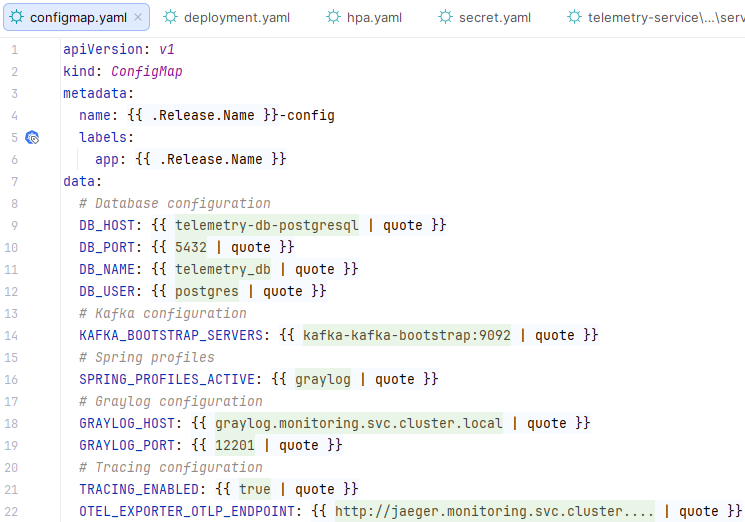 configmap.yaml × deployment.yaml hpa.yaml secret.yaml telemetry-service\...\serv
1 apiVersion: v1
2 kind: ConfigMap
3 metadata:
4   name: {{ .Release.Name }}-config
5   labels:
6     app: {{ .Release.Name }}
7 data:
8   # Database configuration
9   DB_HOST: {{ telemetry-db-postgresql | quote }}
10   DB_PORT: {{ 5432 | quote }}
11   DB_NAME: {{ telemetry_db | quote }}
12   DB_USER: {{ postgres | quote }}
13   # Kafka configuration
14   KAFKA_BOOTSTRAP_SERVERS: {{ kafka-kafka-bootstrap:9092 | quote }}
15   # Spring profiles
16   SPRING_PROFILES_ACTIVE: {{ graylog | quote }}
17   # Graylog configuration
18   GRAYLOG_HOST: {{ graylog.monitoring.svc.cluster.local | quote }}
19   GRAYLOG_PORT: {{ 12201 | quote }}
20   # Tracing configuration
21   TRACING_ENABLED: {{ true | quote }}
22   OTEL_EXPORTER_OTLP_ENDPOINT: {{ http://jaeger.monitoring.svc.cluster.... | quote }}